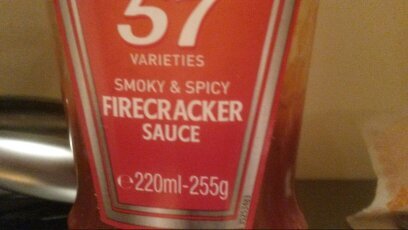 57
VARIETIES
SMOKY & SPICY
FIRECRACKER
SAUCE
℮220ml-255g